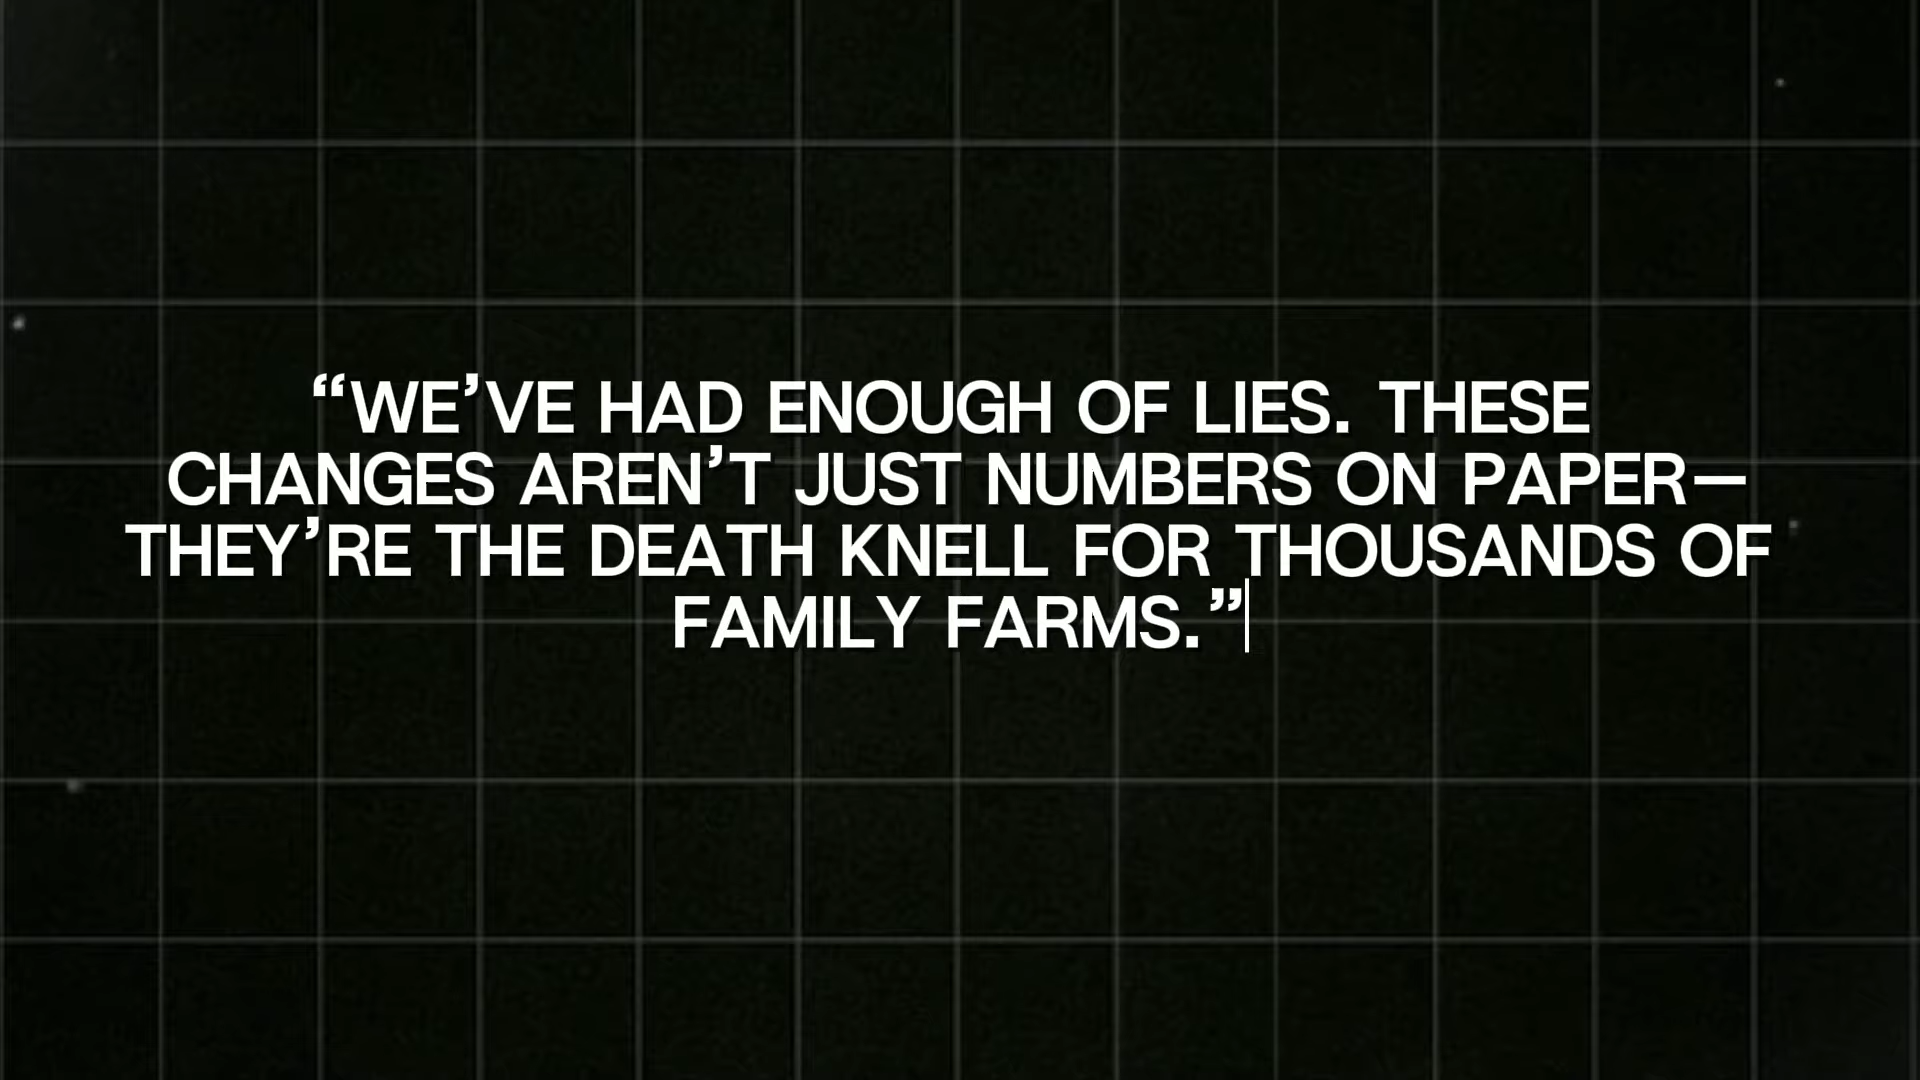 “WE’VE HAD ENOUGH OF LIES. THESE
CHANGES AREN’T JUST NUMBERS ON PAPER—
THEY’RE THE DEATH KNELL FOR THOUSANDS OF
FAMILY FARMS.”